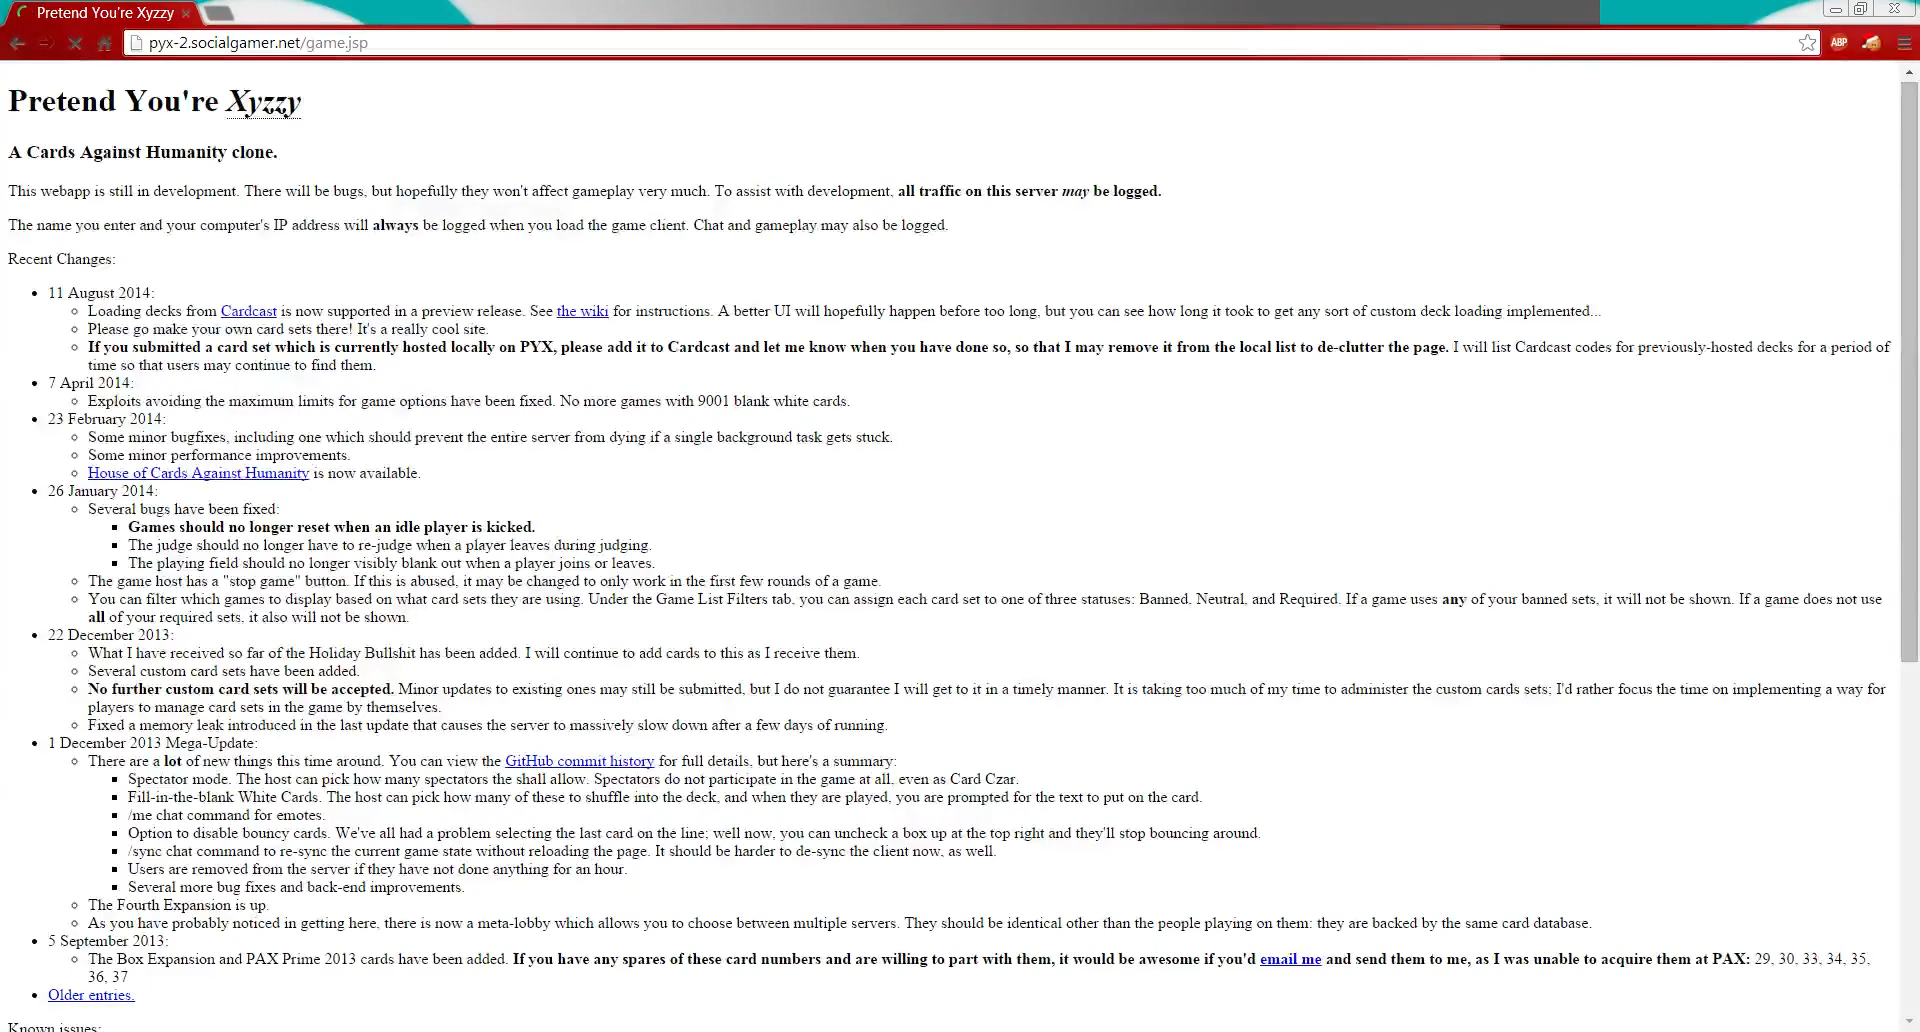 Pretend You're Xyzzy
pyx-2.socialgamer.net/game.jsp
ABP
Pretend You're Xyzzy
A Cards Against Humanity clone.
This webapp is still in development. There will be bugs, but hopefully they won't affect gameplay very much. To assist with development, all traffic on this server may be logged.
The name you enter and your computer's IP address will always be logged when you load the game client. Chat and gameplay may also be logged.
Recent Changes:
11 August 2014:
Loading decks from Cardcast is now supported in a preview release. See the wiki for instructions. A better UI will hopefully happen before too long, but you can see how long it took to get any sort of custom deck loading implemented...
Please go make your own card sets there! It's a really cool site.
If you submitted a card set which is currently hosted locally on PYX, please add it to Cardcast and let me know when you have done so, so that I may remove it from the local list to de-clutter the page. I will list Cardcast codes for previously-hosted decks for a period of
time so that users may continue to find them.
7 April 2014:
Exploits avoiding the maximum limits for game options have been fixed. No more games with 9001 blank white cards.
23 February 2014:
Some minor bugfixes, including one which should prevent the entire server from dying if a single background task gets stuck.
Some minor performance improvements.
House of Cards Against Humanity is now available.
26 January 2014:
Several bugs have been fixed:
Games should no longer reset when an idle player is kicked.
The judge should no longer have to re-judge when a player leaves during judging.
The playing field should no longer visibly blank out when a player joins or leaves.
The game host has a "stop game" button. If this is abused, it may be changed to only work in the first few rounds of a game.
You can filter which games to display based on what card sets they are using. Under the Game List Filters tab, you can assign each card set to one of three statuses: Banned, Neutral, and Required. If a game uses any of your banned sets, it will not be shown. If a game does not use
all of your required sets, it also will not be shown.
22 December 2013:
What I have received so far of the Holiday Bullshit has been added. I will continue to add cards to this as I receive them.
Several custom card sets have been added.
No further custom card sets will be accepted. Minor updates to existing ones may still be submitted, but I do not guarantee I will get to it in a timely manner. It is taking too much of my time to administer the custom cards sets; I'd rather focus the time on implementing a way for
players to manage card sets in the game by themselves.
Fixed a memory leak introduced in the last update that causes the server to massively slow down after a few days of running.
1 December 2013 Mega-Update:
There are a lot of new things this time around. You can view the GitHub commit history for full details, but here's a summary:
Spectator mode. The host can pick how many spectators the shall allow. Spectators do not participate in the game at all, even as Card Czar.
Fill-in-the-blank White Cards. The host can pick how many of these to shuffle into the deck, and when they are played, you are prompted for the text to put on the card.
/me chat command for emotes.
Option to disable bouncy cards. We've all had a problem selecting the last card on the line; well now, you can uncheck a box up at the top right and they'll stop bouncing around.
/sync chat command to re-sync the current game state without reloading the page. It should be harder to de-sync the client now, as well.
Users are removed from the server if they have not done anything for an hour.
Several more bug fixes and back-end improvements.
The Fourth Expansion is up.
As you have probably noticed in getting here, there is now a meta-lobby which allows you to choose between multiple servers. They should be identical other than the people playing on them: they are backed by the same card database.
5 September 2013:
The Box Expansion and PAX Prime 2013 cards have been added. If you have any spares of these card numbers and are willing to part with them, it would be awesome if you'd email me and send them to me, as I was unable to acquire them at PAX: 29, 30, 33, 34, 35,
36, 37
Older entries.
Known issues: